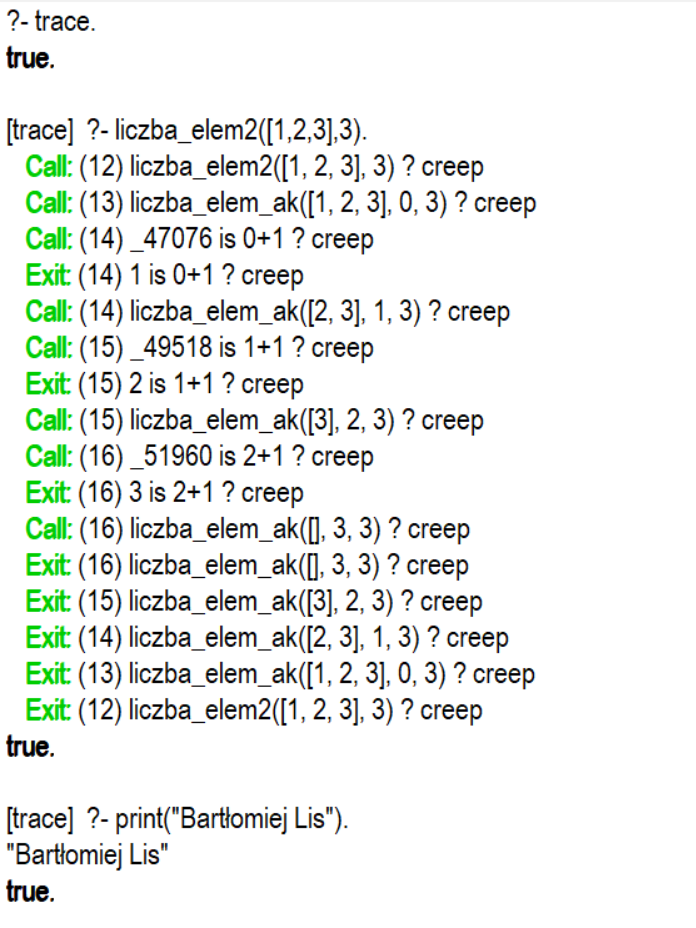 ?- trace.
true.
[trace]  ?- liczba_elem2([1,2,3],3).
Call: (12) liczba_elem2([1, 2, 3], 3) ? creep
Call: (13) liczba_elem_ak([1, 2, 3], 0, 3) ? creep
Call: (14) _47076 is 0+1 ? creep
Exit: (14) 1 is 0+1 ? creep
Call: (14) liczba_elem_ak([2, 3], 1, 3) ? creep
Call: (15) _49518 is 1+1 ? creep
Exit: (15) 2 is 1+1 ? creep
Call: (15) liczba_elem_ak([3], 2, 3) ? creep
Call: (16) _51960 is 2+1 ? creep
Exit: (16) 3 is 2+1 ? creep
Call: (16) liczba_elem_ak([], 3, 3) ? creep
Exit: (16) liczba_elem_ak([], 3, 3) ? creep
Exit: (15) liczba_elem_ak([3], 2, 3) ? creep
Exit: (14) liczba_elem_ak([2, 3], 1, 3) ? creep
Exit: (13) liczba_elem_ak([1, 2, 3], 0, 3) ? creep
Exit: (12) liczba_elem2([1, 2, 3], 3) ? creep
true.
[trace]  ?- print("Bartłomiej Lis").
"Bartłomiej Lis"
true.